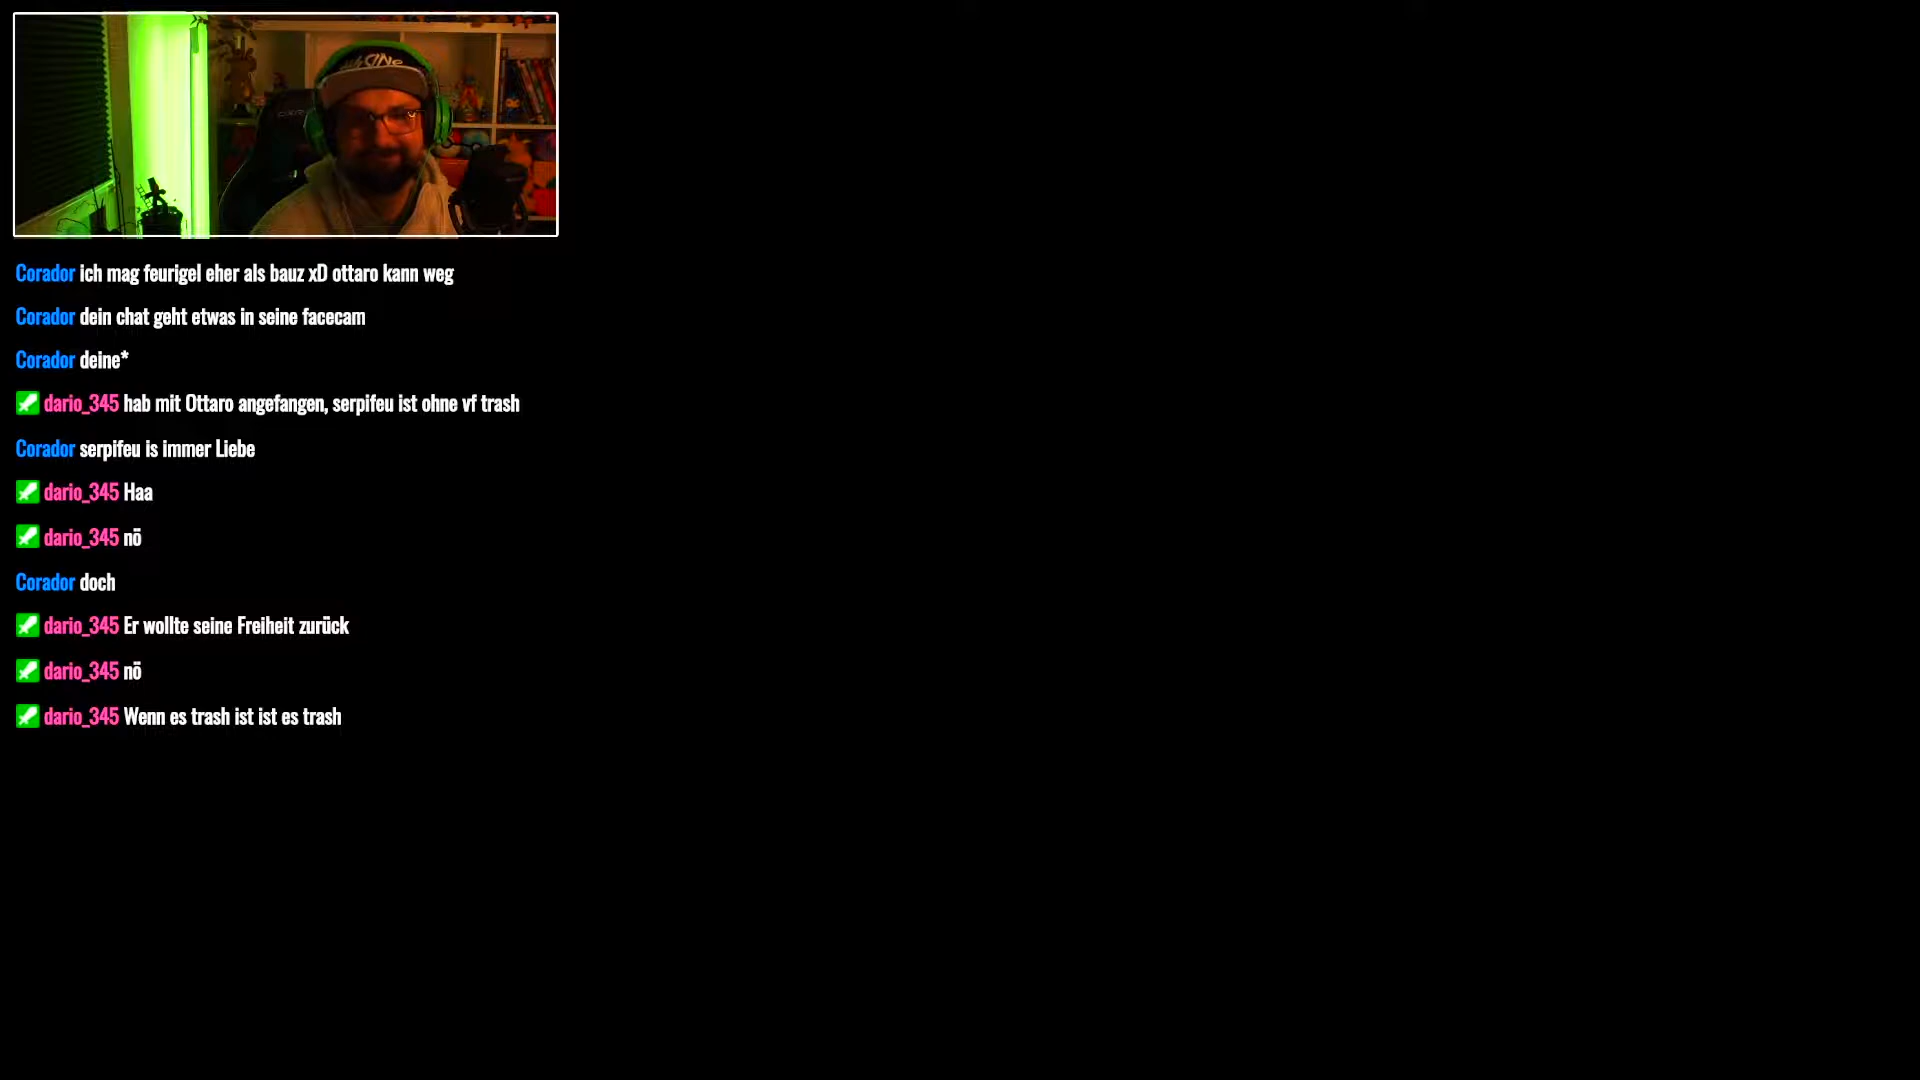 Corador ich mag feurigel eher als bauz xD ottaro kann weg
Corador dein chat geht etwas in seine facecam
Corador deine*
dario_345 hab mit Ottaro angefangen, serpifeu ist ohne vf trash
Corador serpifeu is immer Liebe
dario_345 Haa
dario_345 nö
Corador doch
dario_345 Er wollte seine Freiheit zurück
dario_345 nö
dario_345 Wenn es trash ist ist es trash